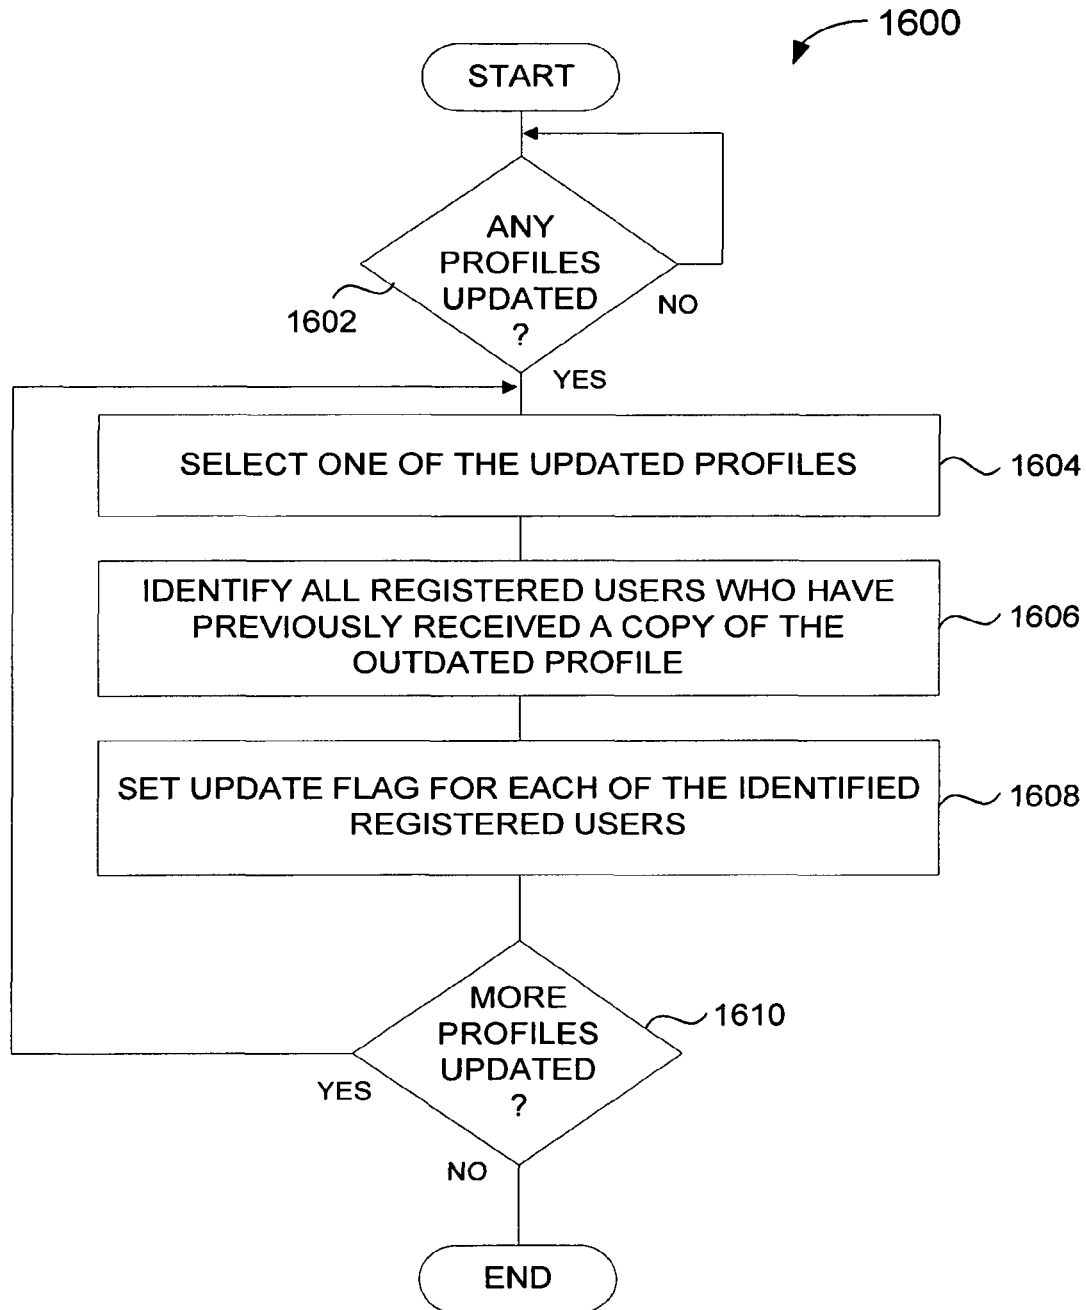 1600
START
ANY
PROFILES
UPDATED
?
1602
NO
YES
SELECT ONE OF THE UPDATED PROFILES
1604
IDENTIFY ALL REGISTERED USERS WHO HAVE
PREVIOUSLY RECEIVED A COPY OF THE
OUTDATED PROFILE
1606
SET UPDATE FLAG FOR EACH OF THE IDENTIFIED
REGISTERED USERS
1608
MORE
PROFILES
UPDATED
?
1610
YES
NO
END